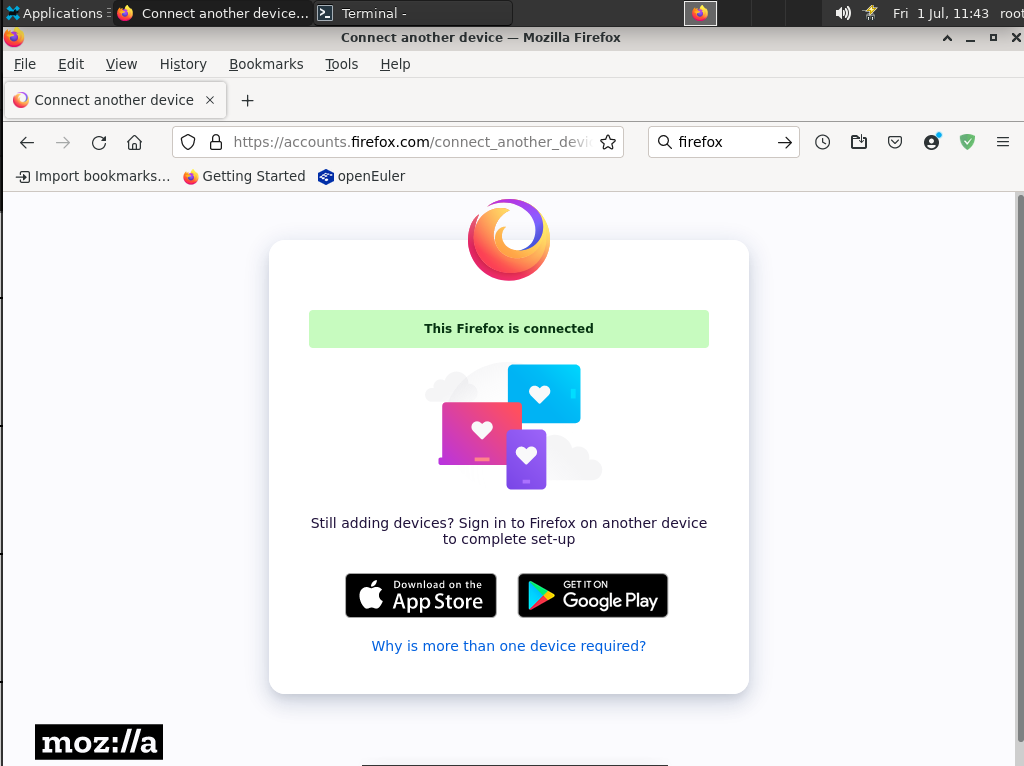 Applications
Connect another device...
Terminal -
Fri 1 Jul, 11:43
root
Connect another device — Mozilla Firefox
File Edit View History Bookmarks Tools Help
Connect another device
https://accounts.firefox.com/connect_another_devi
firefox
Import bookmarks...
Getting Started
openEuler
This Firefox is connected
Still adding devices? Sign in to Firefox on another device
to complete set-up
Download on the
App Store
GET IT ON
Google Play
Why is more than one device required?
moz://a